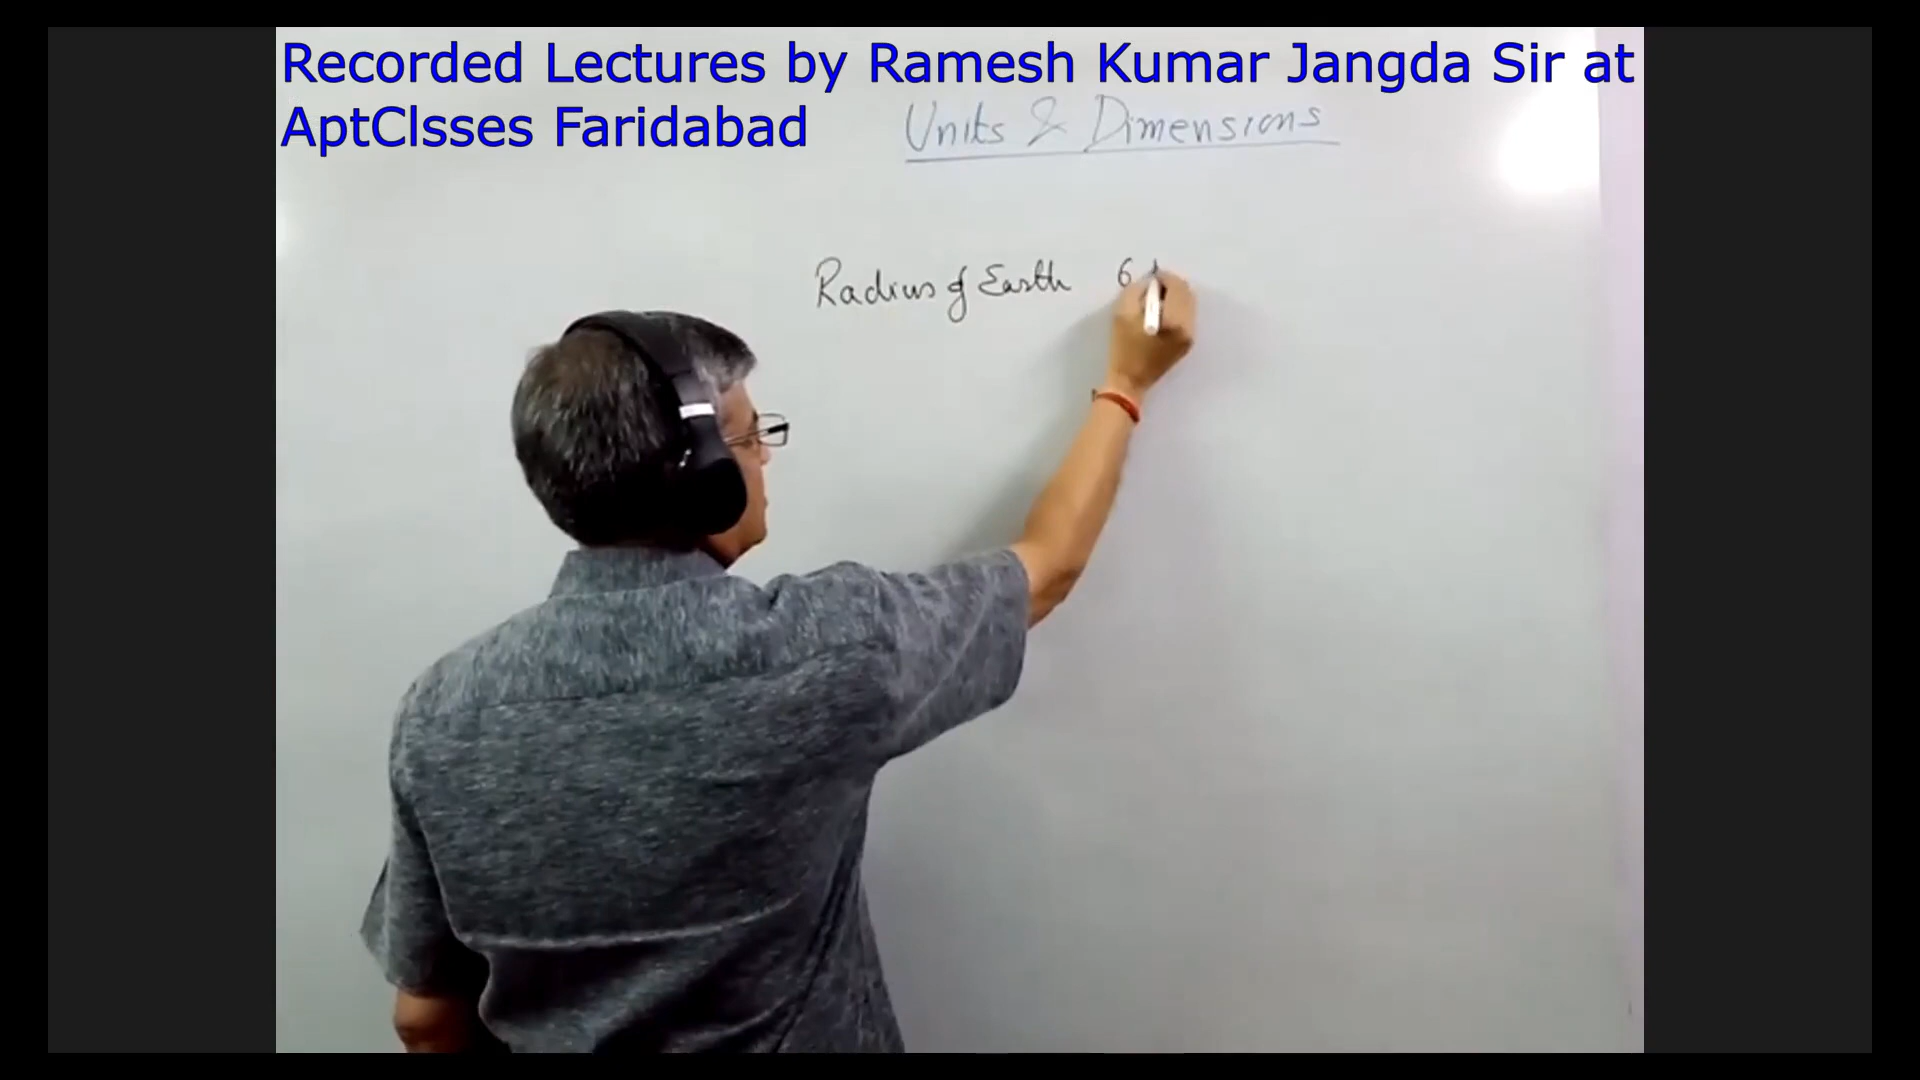 Recorded Lectures by Ramesh Kumar Jangda Sir at
AptClsses Faridabad
Units & Dimensions
Radius of Earth 6